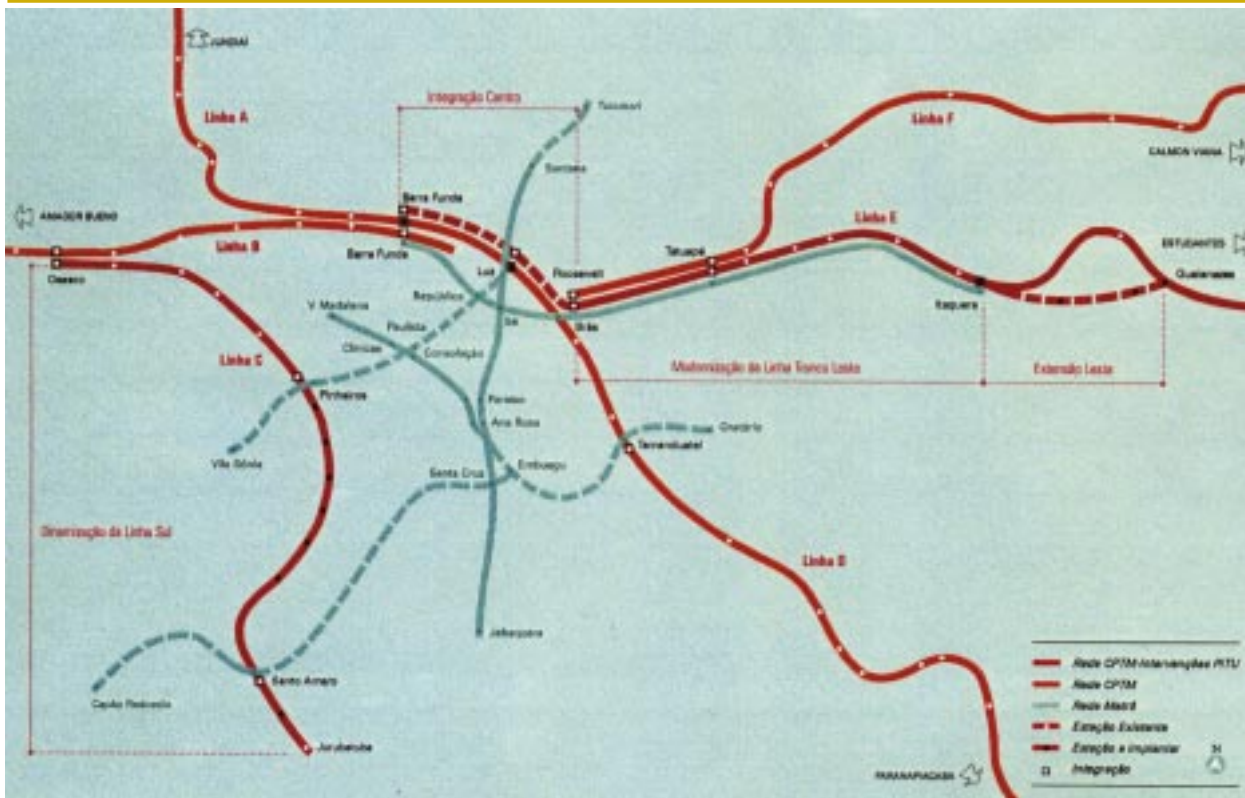 JUNDIAÍ
Linha A
Integração Centro
Tucuruvi
Linha F
Santana
CALMON VIANA
Barra Funda
AMADOR BUENO
Linha B
Linha E
Barra Funda
Tatuapé
ESTUDANTES
Osasco
Luz
Roosevelt
Guaianazes
República
V. Madalena
Sé
Brás
Itaquera
Paulista
Clínicas
Consolação
Linha C
Modernização da Linha Tronco Leste
Extensão Leste
Pinheiros
Paraíso
Ana Rosa
Oratório
Tamanduateí
Vila Sônia
Santa Cruz
Dinamização da Linha Sul
Linha D
Jabaquara
Santo Amaro
Capão Redondo
Jurubatuba
PARANAPIACABA
Rede CPTM-Intervenções PITU
Rede CPTM
Rede Metrô
Estação Existente
Estação a implantar
Integração
N